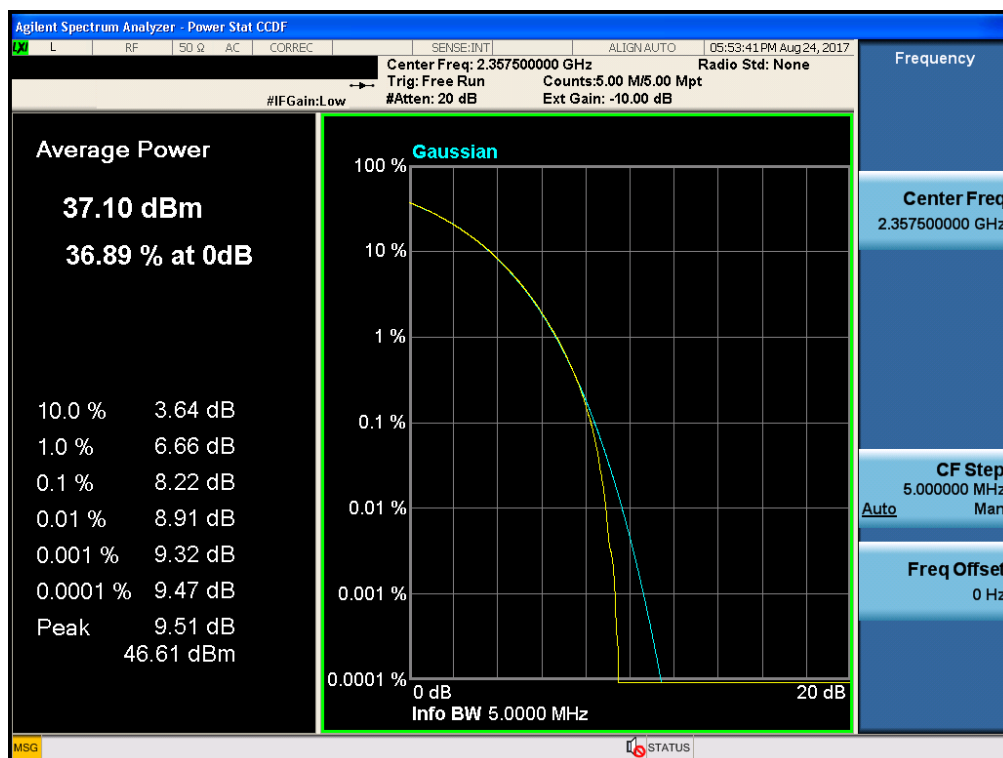 Agilent Spectrum Analyzer - Power Stat CCDF
LXI L RF 50 Ω AC CORREC SENSE:INT ALIGN AUTO 05:53:41 PM Aug 24, 2017
Center Freq: 2.357500000 GHz Radio Std: None
Trig: Free Run Counts:5.00 M/5.00 Mpt
#IFGain:Low #Atten: 20 dB Ext Gain: -10.00 dB
Average Power
37.10 dBm
36.89 % at 0dB
10.0 % 3.64 dB
1.0 % 6.66 dB
0.1 % 8.22 dB
0.01 % 8.91 dB
0.001 % 9.32 dB
0.0001 % 9.47 dB
Peak 9.51 dB
46.61 dBm
Gaussian
100 %
10 %
1 %
0.1 %
0.01 %
0.001 %
0.0001 %
0 dB 20 dB
Info BW 5.0000 MHz
Frequency
Center Freq
2.357500000 GHz
CF Step
5.000000 MHz
Auto Man
Freq Offset
0 Hz
MSG STATUS